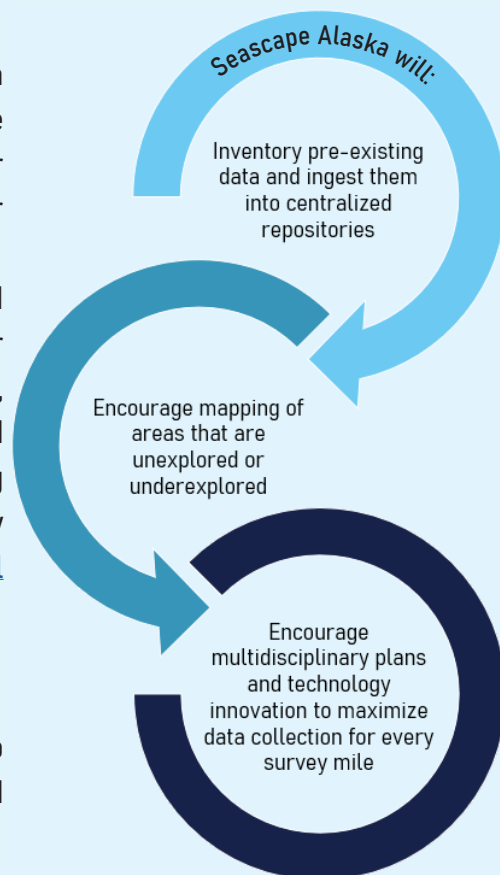 Seascape Alaska will:
Inventory pre-existing
data and ingest them
into centralized
repositories
Encourage mapping of
areas that are
unexplored or
underexplored
Encourage
multidisciplinary plans
and technology
innovation to maximize
data collection for every
survey mile